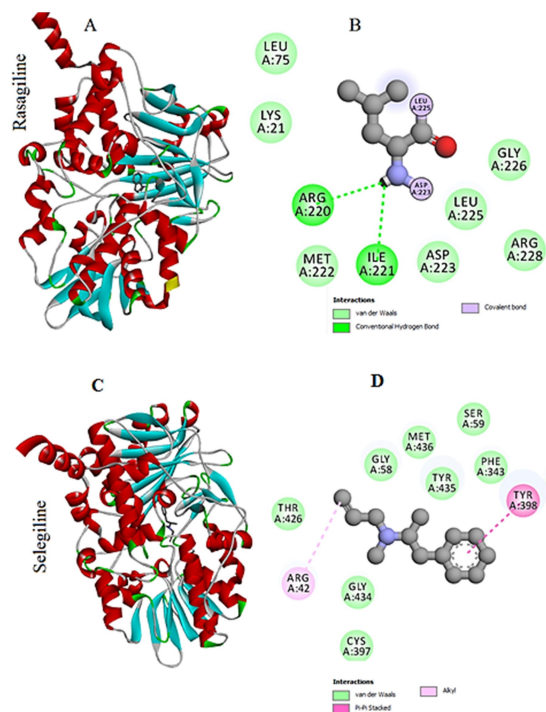 A
Rasagiline
B
LEU
A:75
LYS
A:21
LEU
A:225
ASP
A:223
GLY
A:226
ARG
A:220
LEU
A:225
MET
A:222
ILE
A:221
ASP
A:223
ARG
A:228
Interactions
van der Waals
Conventional Hydrogen Bond
Covalent bond
C
Selegiline
D
SER
A:59
MET
A:436
GLY
A:58
TYR
A:435
PHE
A:343
TYR
A:398
THR
A:426
ARG
A:42
GLY
A:434
CYS
A:397
Interactions
van der Waals
Pi-Pi Stacked
Alkyl